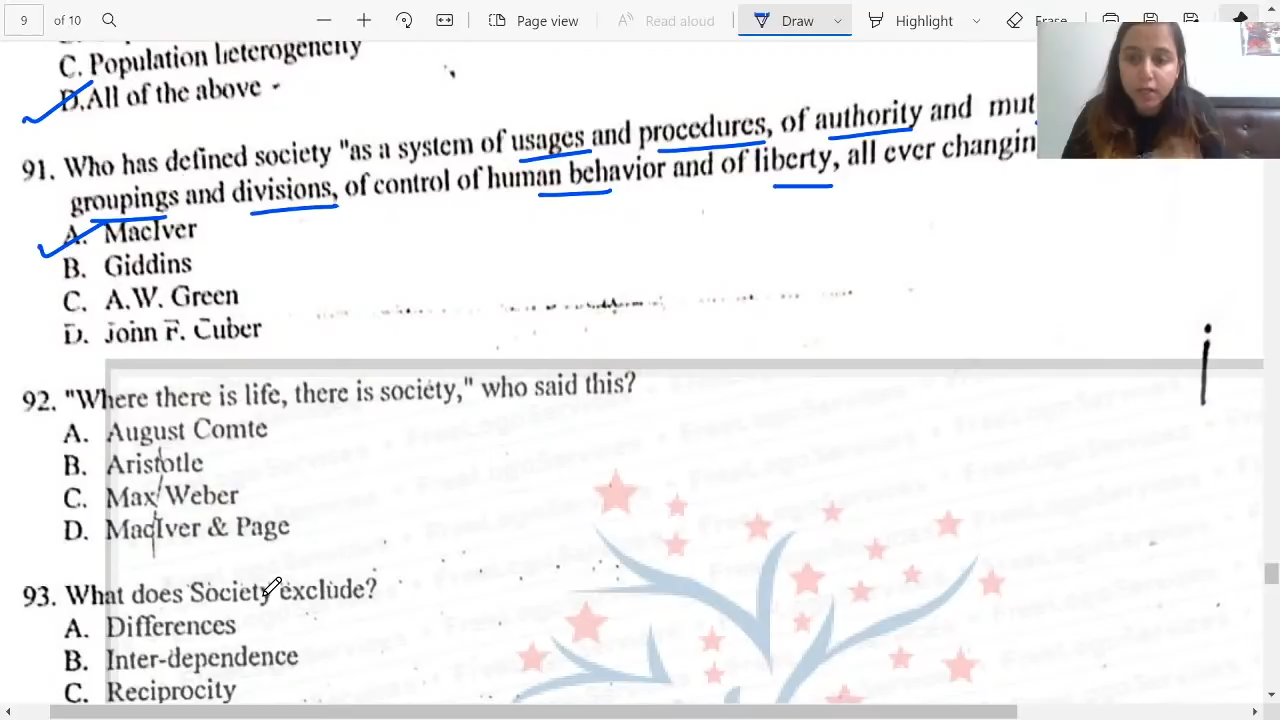 9 of 10 Page view Read aloud Draw Highlight Erase
C. Population Heterogeneity
D. All of the above -
91. Who has defined society "as a system of usages and procedures, of authority and
groupings and divisions, of control of human behavior and of liberty, all ever
A. MacIver
B. Giddins
C. A.W. Green
D. John F. Cuber
92. "Where there is life, there is society," who said this?
A. August Comte
B. Aristotle
C. Max Weber
D. MacIver & Page
93. What does Society exclude?
A. Differences
B. Inter-dependence
C. Reciprocity